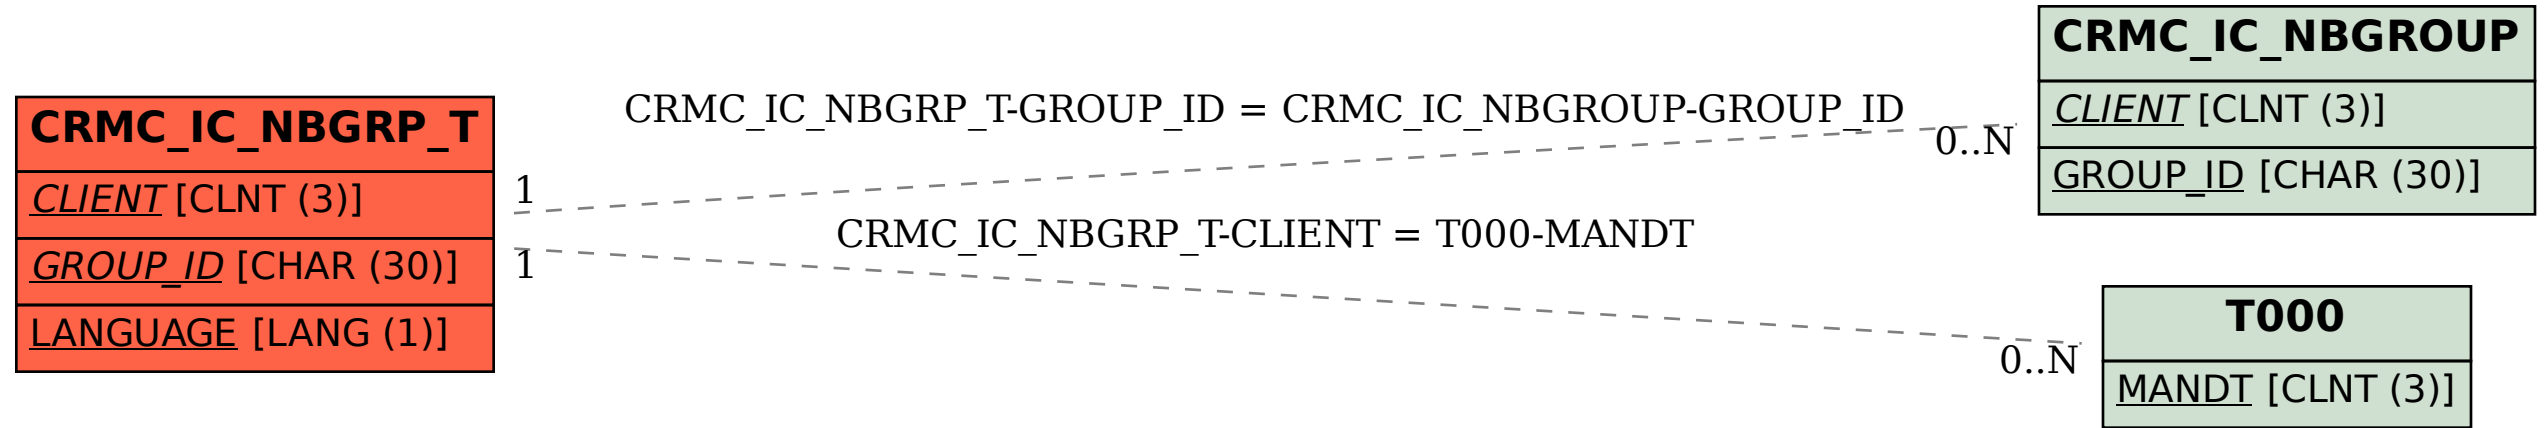 CRMC_IC_NBGRP_T
CLIENT [CLNT (3)]
GROUP_ID [CHAR (30)]
LANGUAGE [LANG (1)]
CRMC_IC_NBGRP_T-GROUP_ID = CRMC_IC_NBGROUP-GROUP_ID
1
0..N
CRMC_IC_NBGRP_T-CLIENT = T000-MANDT
1
0..N
CRMC_IC_NBGROUP
CLIENT [CLNT (3)]
GROUP_ID [CHAR (30)]
T000
MANDT [CLNT (3)]